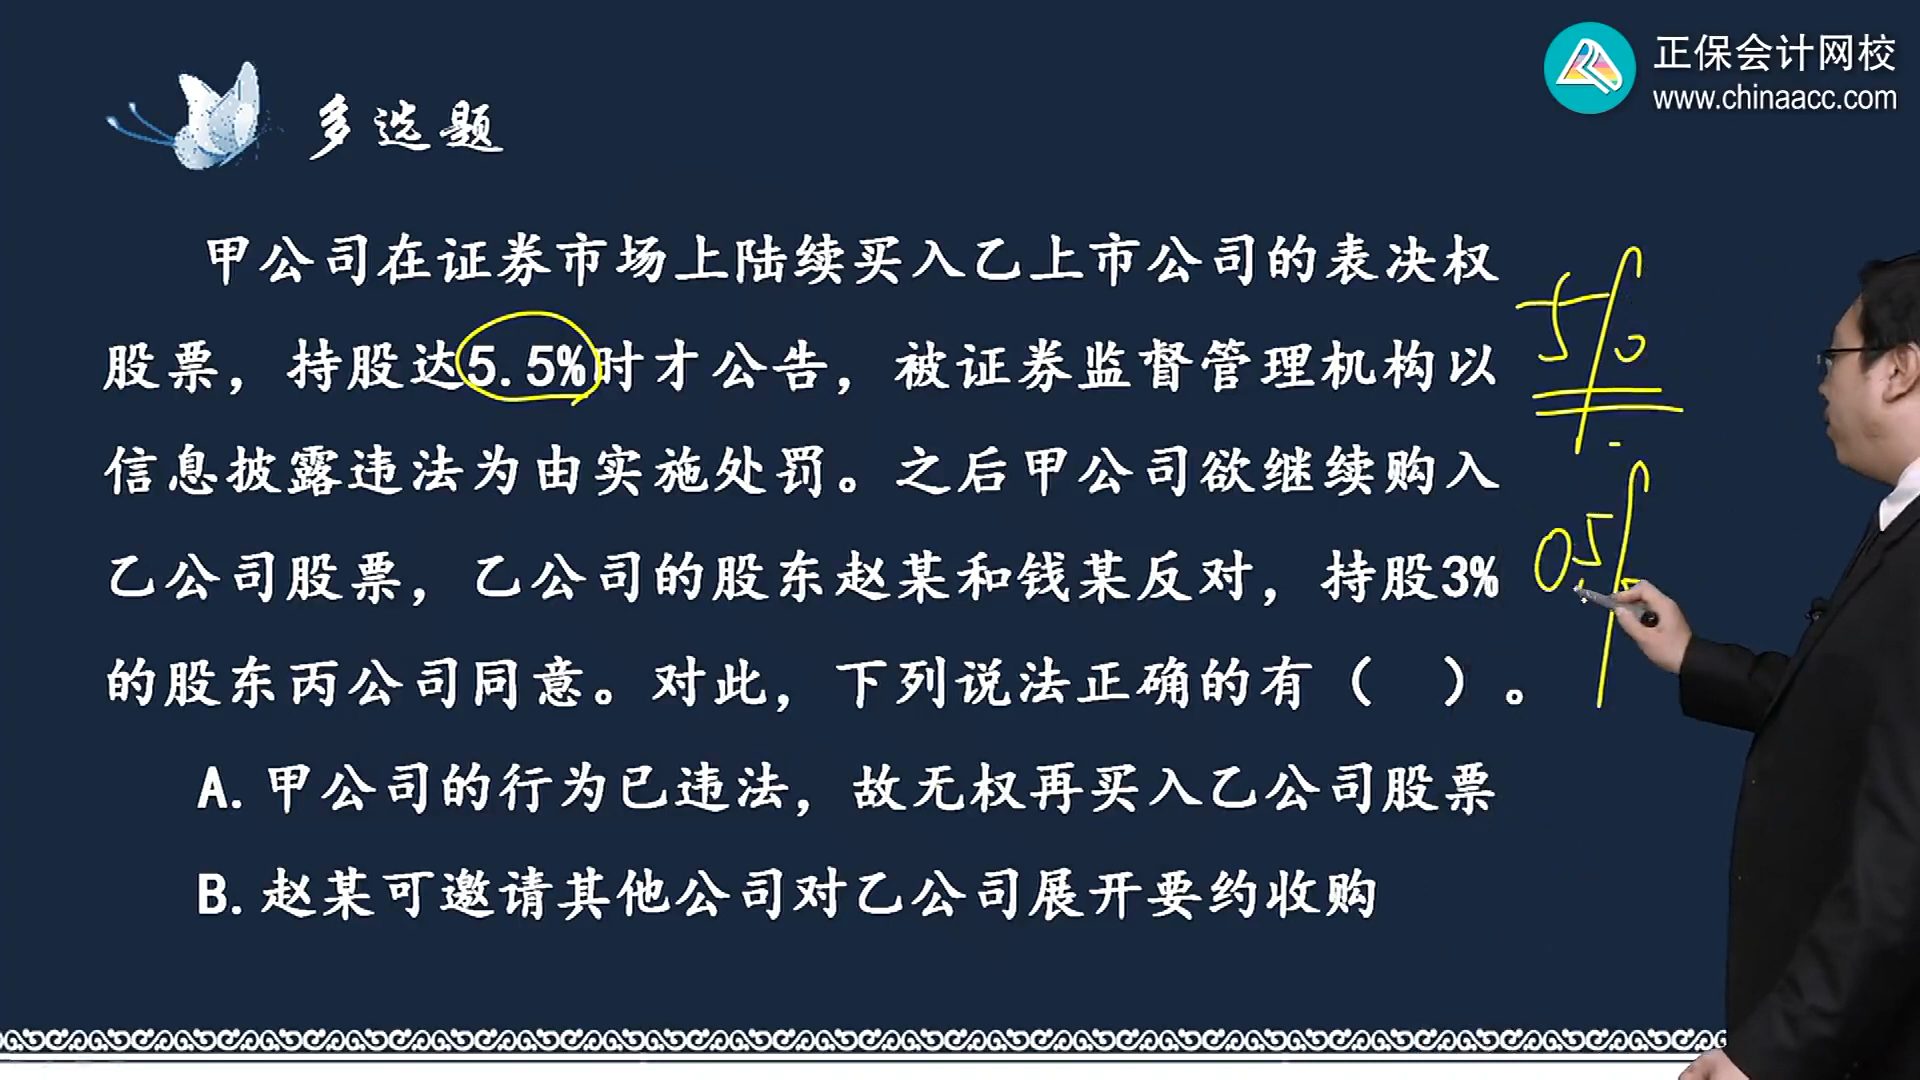 正保会计网校
www.chinaacc.com
多选题
甲公司在证券市场上陆续买入乙上市公司的表决权
股票，持股达5.5%时才公告，被证券监督管理机构以
信息披露违法为由实施处罚。之后甲公司欲继续购入
乙公司股票，乙公司的股东赵某和钱某反对，持股3%
的股东丙公司同意。对此，下列说法正确的有（　）。
A.甲公司的行为已违法，故无权再买入乙公司股票
B.赵某可邀请其他公司对乙公司展开要约收购
5%